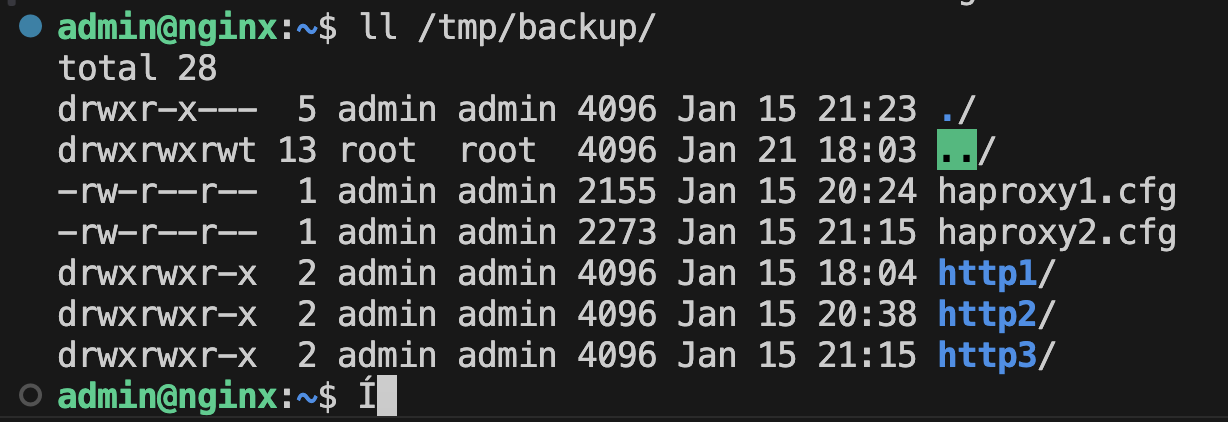 admin@nginx:~$ ll /tmp/backup/
total 28
drwxr-x---  5 admin admin 4096 Jan 15 21:23 ./
drwxrwxrwt 13 root  root  4096 Jan 21 18:03 ../
-rw-r--r--  1 admin admin 2155 Jan 15 20:24 haproxy1.cfg
-rw-r--r--  1 admin admin 2273 Jan 15 21:15 haproxy2.cfg
drwxrwxr-x  2 admin admin 4096 Jan 15 18:04 http1/
drwxrwxr-x  2 admin admin 4096 Jan 15 20:38 http2/
drwxrwxr-x  2 admin admin 4096 Jan 15 21:15 http3/
admin@nginx:~$ Í